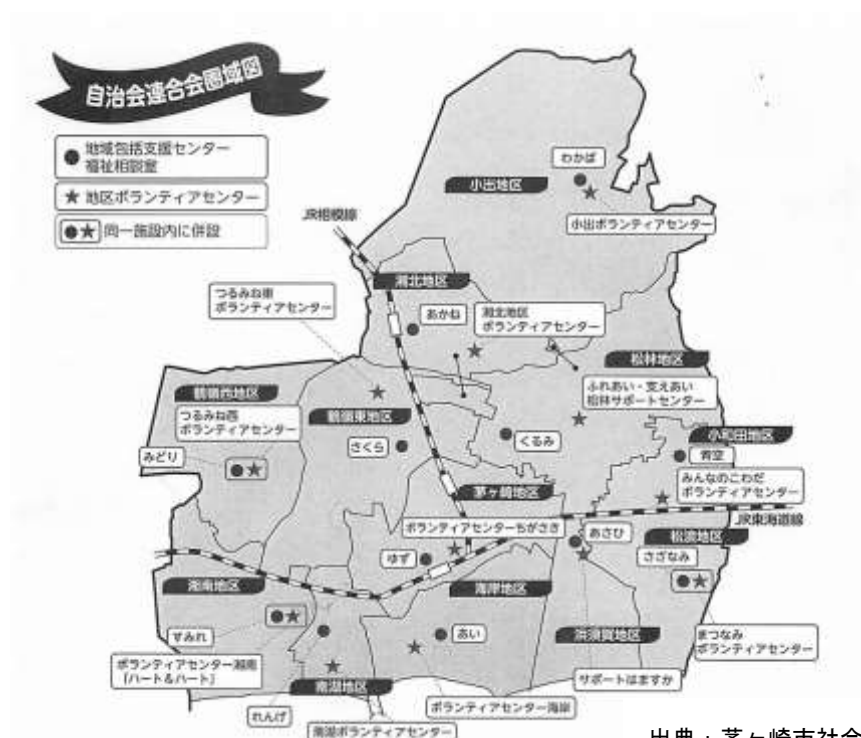 自治会連合会圏域図
地域包括支援センター
福祉相談室
地区ボランティアセンター
同一施設内に併設
わかば
小出地区
小出ボランティアセンター
JR相模線
湘北地区
つるみね東
ボランティアセンター
あかね
湘北地区
ボランティアセンター
松林地区
ふれあい・支えあい
松林サポートセンター
鶴嶺西地区
つるみね西
ボランティアセンター
鶴嶺東地区
小和田地区
みどり
さくら
くるみ
青空
みんなのこわだ
ボランティアセンター
茅ヶ崎地区
JR東海道線
ボランティアセンターちがさき
あさひ
松浪地区
さざなみ
ゆず
湘南地区
海岸地区
すみれ
あい
浜須賀地区
まつなみ
ボランティアセンター
ボランティアセンター湘南
「ハート&ハート」
サポートはますか
南湖地区
ボランティアセンター海岸
れんげ
南湖ボランティアセンター
出典：茅ヶ崎市社会